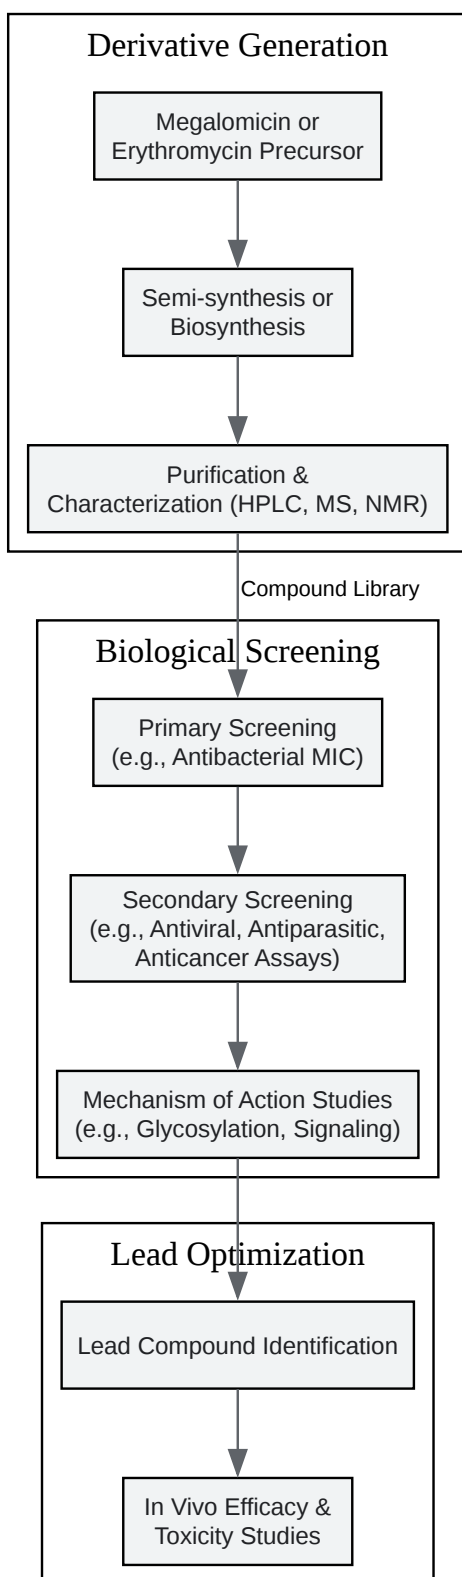 Derivative Generation
Megalomicin or
Erythromycin Precursor
Semi-synthesis or
Biosynthesis
Purification &
Characterization (HPLC, MS, NMR)
Compound Library
Biological Screening
Primary Screening
(e.g., Antibacterial MIC)
Secondary Screening
(e.g., Antiviral, Antiparasitic,
Anticancer Assays)
Mechanism of Action Studies
(e.g., Glycosylation, Signaling)
Lead Optimization
Lead Compound Identification
In Vivo Efficacy &
Toxicity Studies